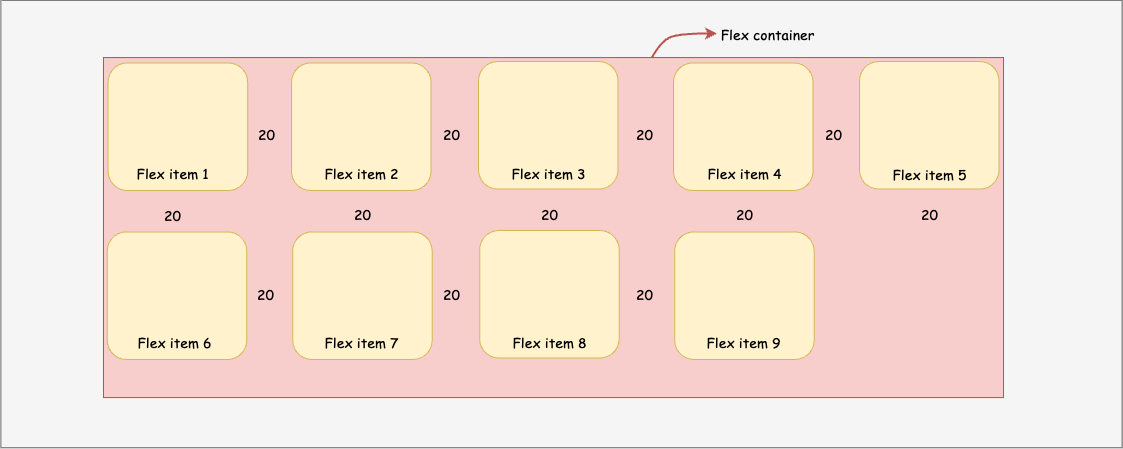 Flex container
20 20 20 20
Flex item 1 Flex item 2 Flex item 3 Flex item 4 Flex item 5
20 20 20 20 20
20 20 20
Flex item 6 Flex item 7 Flex item 8 Flex item 9